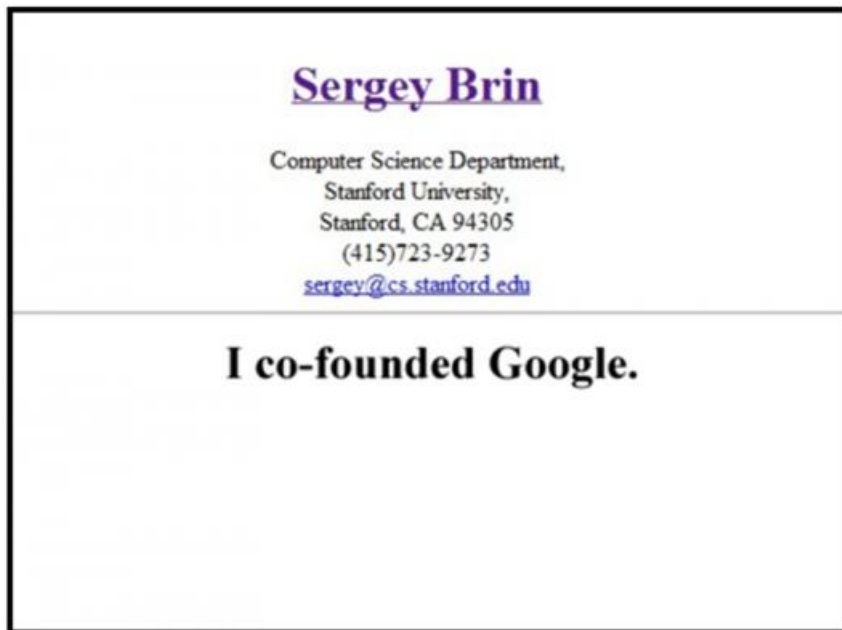 Sergey Brin
Computer Science Department,
Stanford University,
Stanford, CA 94305
(415)723-9273
sergey@cs.stanford.edu
I co-founded Google.